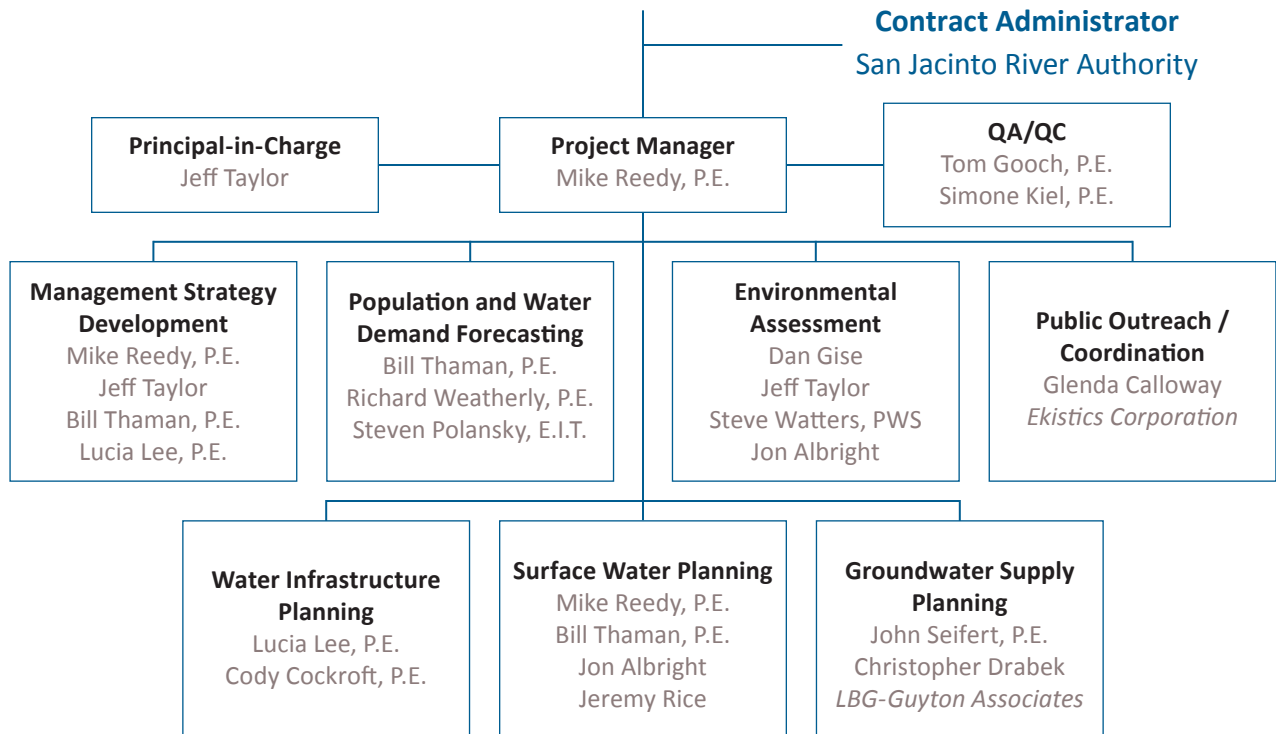 Contract Administrator
San Jacinto River Authority
Principal-in-Charge
Jeff Taylor
Project Manager
Mike Reedy, P.E.
QA/QC
Tom Gooch, P.E.
Simone Kiel, P.E.
Management Strategy
Development
Mike Reedy, P.E.
Jeff Taylor
Bill Thaman, P.E.
Lucia Lee, P.E.
Population and Water
Demand Forecasting
Bill Thaman, P.E.
Richard Weatherly, P.E.
Steven Polansky, E.I.T.
Environmental
Assessment
Dan Gise
Jeff Taylor
Steve Watters, PWS
Jon Albright
Public Outreach /
Coordination
Glenda Calloway
Ekistics Corporation
Water Infrastructure
Planning
Lucia Lee, P.E.
Cody Cockroft, P.E.
Surface Water Planning
Mike Reedy, P.E.
Bill Thaman, P.E.
Jon Albright
Jeremy Rice
Groundwater Supply
Planning
John Seifert, P.E.
Christopher Drabek
LBG-Guyton Associates